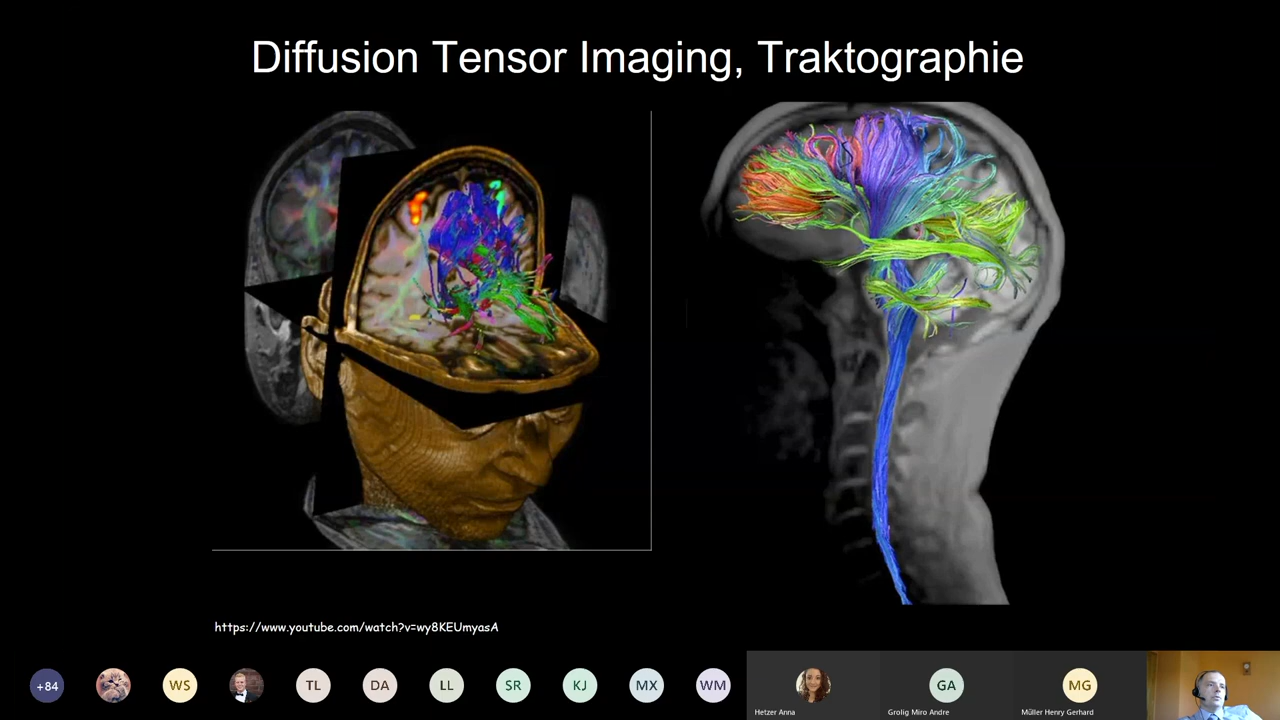 Diffusion Tensor Imaging, Traktographie
https://www.youtube.com/watch?v=wy8KEUmyasA
+84
WS
TL
DA
LL
SR
KJ
MX
WM
Hetzer Anna
GA
Grolig Miro Andre
MG
Müller Henry Gerhard